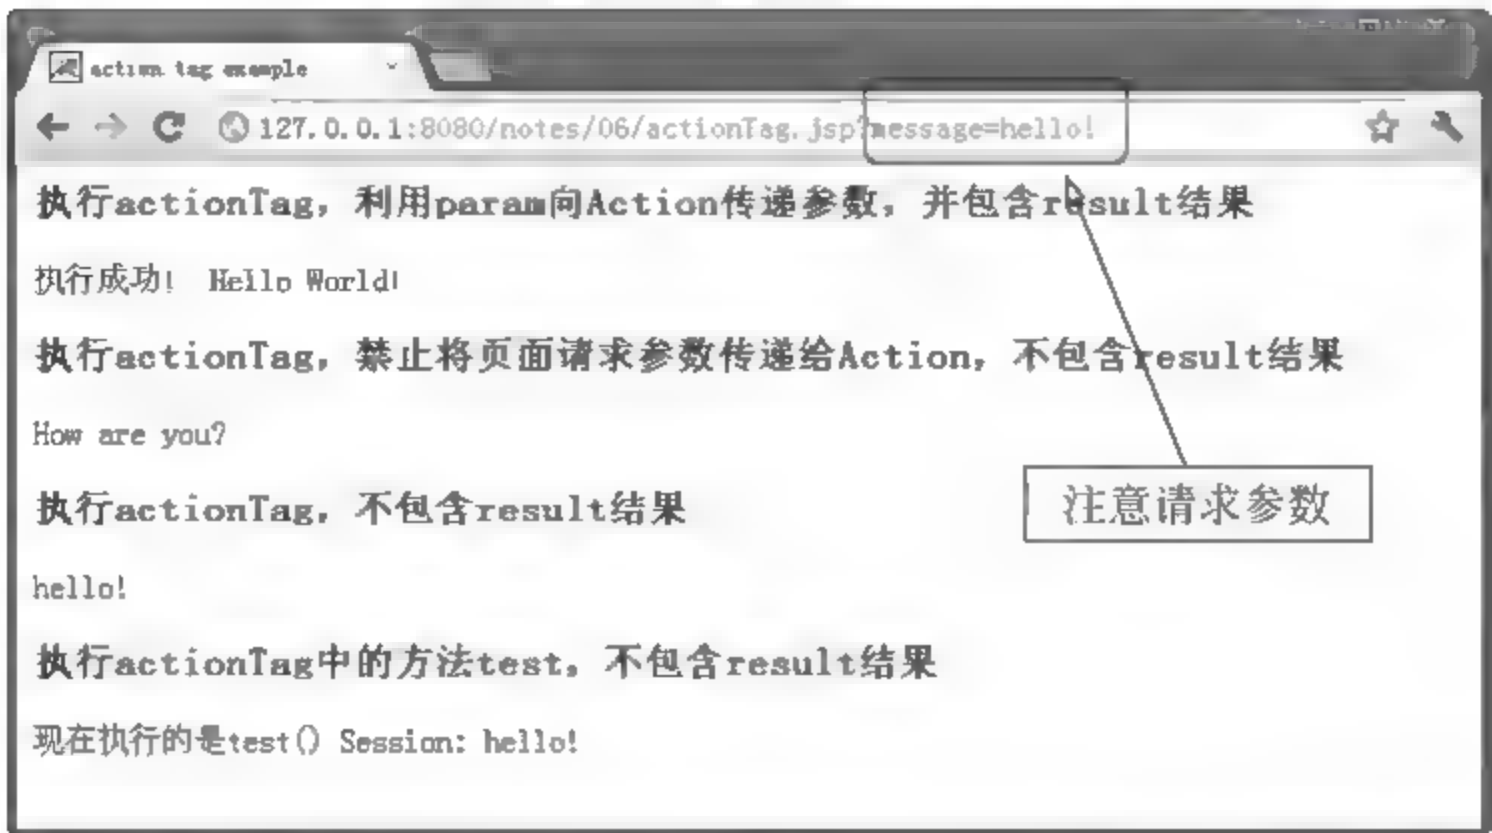 action tag example
127.0.0.1:8080/notes/06/actionTag.jsp?message=hello!
执行actionTag，利用param向Action传递参数，并包含result结果
执行成功！ Hello World!
执行actionTag，禁止将页面请求参数传递给Action，不包含result结果
How are you?
执行actionTag，不包含result结果
注意请求参数
hello!
执行actionTag中的方法test，不包含result结果
现在执行的是test() Session: hello!